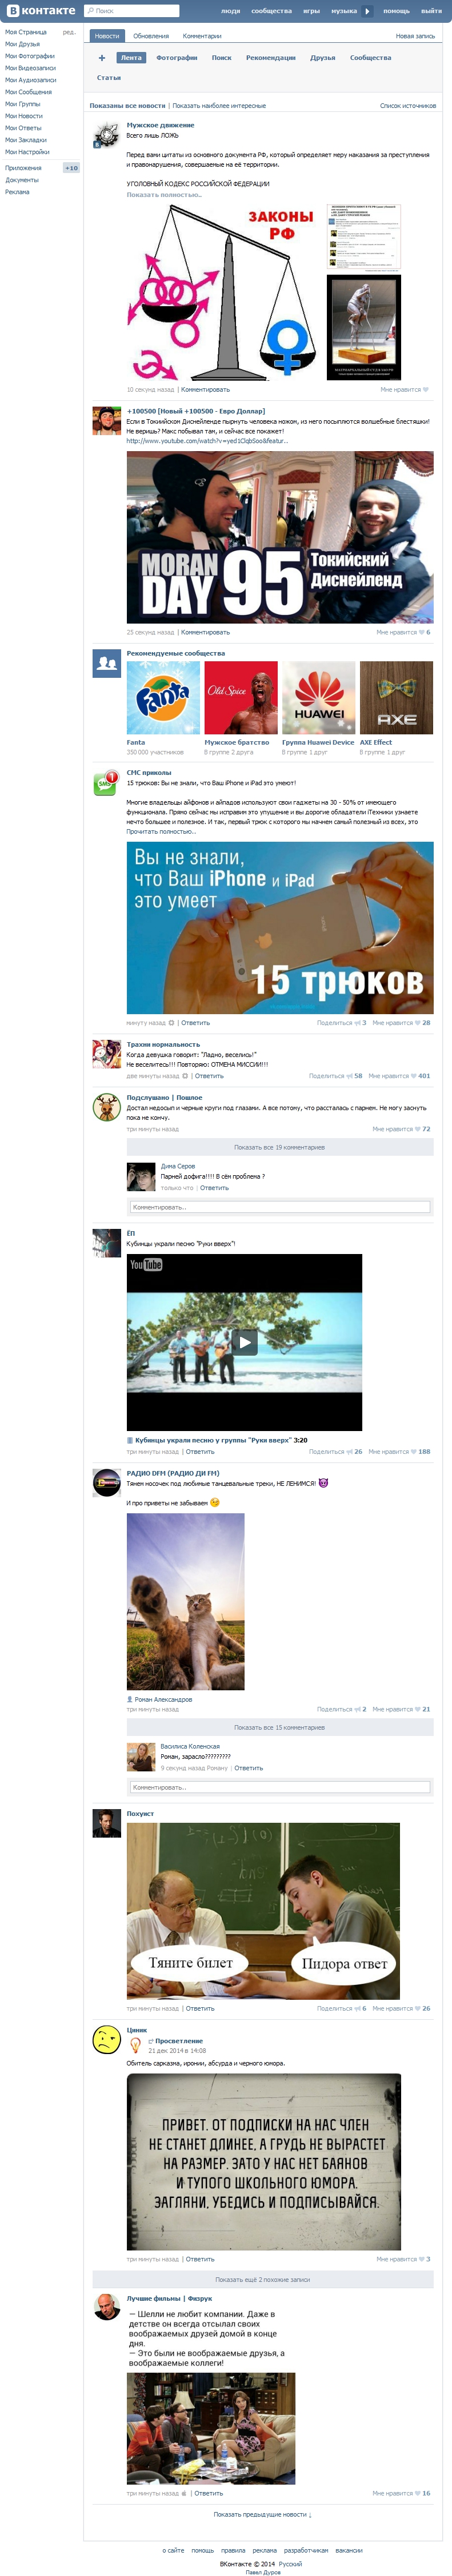 В контакте
Поиск
люди сообщества игры музыка помощь выйти
Моя Страница ред.
Мои Друзья
Мои Фотографии
Мои Видеозаписи
Мои Аудиозаписи
Мои Сообщения
Мои Группы
Мои Новости
Мои Ответы
Мои Закладки
Мои Настройки
Приложения +10
Документы
Реклама
Новости Обновления Комментарии Новая запись
+ Лента Фотографии Поиск Рекомендации Друзья Сообщества
Статьи
Показаны все новости | Показать наиболее интересные Список источников
Мужское движение
Всего лишь ЛОЖЬ
Перед вами цитаты из основного документа РФ, который определяет меру наказания за преступления
и правонарушения, совершаемые на её территории.
УГОЛОВНЫЙ КОДЕКС РОССИЙСКОЙ ФЕДЕРАЦИИ
Показать полностью..
ЗАКОНЫ
РФ
10 секунд назад | Комментировать Мне нравится
+100500 [Новый +100500 - Евро Доллар]
Если в Токийском Диснейленде пырнуть человека ножом, из него посыплются волшебные блестяшки!
Не веришь? Макс побывал там, и сейчас все покажет!
MORAN
DAY 95 Токийский
Диснейленд
25 секунд назад | Комментировать Мне нравится 6
Рекомендуемые сообщества
Fanta
Old Spice
HUAWEI
AXE
Fanta Мужское братство Группа Huawei Device AXE Effect
350 000 участников В группе 2 друга В группе 1 друг В группе 1 друг
СМС приколы
15 трюков: Вы не знали, что Ваш iPhone и iPad это умеют!
Многие владельцы айфонов и айпадов используют свои гаджеты на 30 - 50% от имеющего
функционала. Прямо сейчас мы исправим это упущение и вы дорогие обладатели iТехники узнаете
нечто большее и полезное. И так, первый трюк с которого мы начнем самый полезный из всех, это
Прочитать полностью..
Вы не знали,
что Ваш iPhone и iPad
это умеет
15 трюков
минуту назад | Ответить Поделиться 3 Мне нравится 28
Трахни нормальность
Когда девушка говорит: "Ладно, веселись!"
Не веселитесь!!! Повторяю: ОТМЕНА МИССИИ!!!
две минуты назад | Ответить Поделиться 58 Мне нравится 401
Подслушано | Пошлое
Достал недосып и черные круги под глазами. А все потому, что рассталась с парнем. Не могу заснуть
пока не кончу.
три минуты назад Мне нравится 72
Показать все 19 комментариев
Дима Серов
Парней дофига!!!! В сём проблема ?
только что | Ответить
Комментировать..
ЁП
Кубинцы украли песню "Руки вверх"!
YouTube
Кубинцы украли песню у группы "Руки вверх" 3:20
три минуты назад | Ответить Поделиться 26 Мне нравится 188
РАДИО DFM (РАДИО ДИ FM)
Тянем носочек под любимые танцевальные треки, НЕ ЛЕНИМСЯ!
И про приветы не забываем
Роман Александров
три минуты назад Поделиться 2 Мне нравится 21
Показать все 15 комментариев
Василиса Коленская
Роман, зарасло?????????
9 секунд назад Роману | Ответить
Комментировать..
Похуист
Тяните билет
Пидора ответ
три минуты назад | Ответить Поделиться 6 Мне нравится 26
Циник
Просветление
21 дек 2014 в 14:08
Обитель сарказма, иронии, абсурда и черного юмора.
ПРИВЕТ. ОТ ПОДПИСКИ НА НАС ЧЛЕН
НЕ СТАНЕТ ДЛИНЕЕ, А ГРУДЬ НЕ ВЫРАСТЕТ
НА РАЗМЕР. ЗАТО У НАС НЕТ БАЯНОВ
И ТУПОГО ШКОЛЬНОГО ЮМОРА.
ЗАГЛЯНИ, УБЕДИСЬ И ПОДПИСЫВАЙСЯ.
три минуты назад | Ответить Мне нравится 3
Показать ещё 2 похожие записи
Лучшие фильмы | Физрук
— Шелли не любит компании. Даже в
детстве он всегда отсылал своих
воображаемых друзей домой в конце
дня.
— Это были не воображаемые друзья, а
воображаемые коллеги!
три минуты назад | Ответить Мне нравится 16
Показать предыдущие новости ↓
о сайте помощь правила реклама разработчикам вакансии
ВКонтакте © 2014 Русский
Павел Дуров